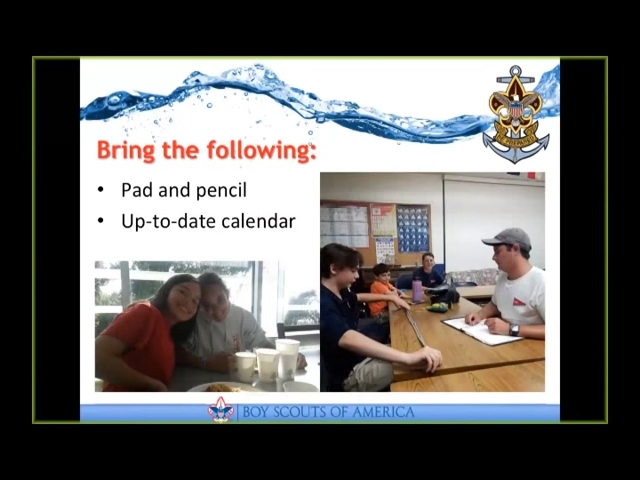 Bring the following:
• Pad and pencil
• Up-to-date calendar
BOY SCOUTS OF AMERICA